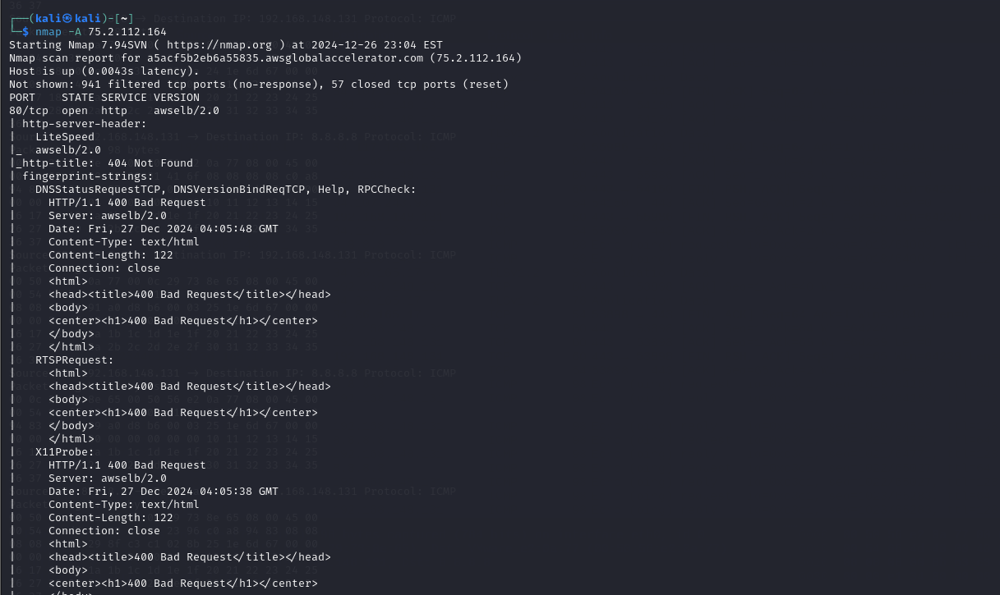 ┌──(kali㉿kali)-[~]
└─$ nmap -A 75.2.112.164
Starting Nmap 7.94SVN ( https://nmap.org ) at 2024-12-26 23:04 EST
Nmap scan report for a5acf5b2eb6a55835.awsglobalaccelerator.com (75.2.112.164)
Host is up (0.0043s latency).
Not shown: 941 filtered tcp ports (no-response), 57 closed tcp ports (reset)
PORT    STATE SERVICE VERSION
80/tcp  open  http    awselb/2.0
| http-server-header:
|   LiteSpeed
|_  awselb/2.0
|_http-title:  404 Not Found
| fingerprint-strings:
|   DNSStatusRequestTCP, DNSVersionBindReqTCP, Help, RPCCheck:
|     HTTP/1.1 400 Bad Request
|     Server: awselb/2.0
|     Date: Fri, 27 Dec 2024 04:05:48 GMT
|     Content-Type: text/html
|     Content-Length: 122
|     Connection: close
|     <html>
|     <head><title>400 Bad Request</title></head>
|     <body>
|     <center><h1>400 Bad Request</h1></center>
|     </body>
|     </html>
|   RTSPRequest:
|     <html>
|     <head><title>400 Bad Request</title></head>
|     <body>
|     <center><h1>400 Bad Request</h1></center>
|     </body>
|     </html>
|   X11Probe:
|     HTTP/1.1 400 Bad Request
|     Server: awselb/2.0
|     Date: Fri, 27 Dec 2024 04:05:38 GMT
|     Content-Type: text/html
|     Content-Length: 122
|     Connection: close
|     <html>
|     <head><title>400 Bad Request</title></head>
|     <body>
|     <center><h1>400 Bad Request</h1></center>